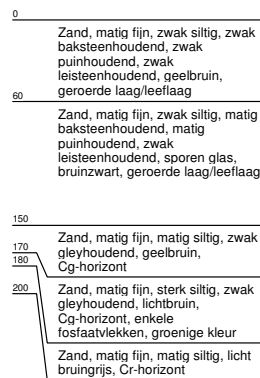 0
Zand, matig fijn, zwak siltig, zwak
baksteenhoudend, zwak
puinhoudend, zwak
leisteenhoudend, geelbruin,
geroerde laag/leeflaag
60
Zand, matig fijn, zwak siltig, matig
baksteenhoudend, matig
puinhoudend, zwak
leisteenhoudend, sporen glas,
bruinzwart, geroerde laag/leeflaag
150
Zand, matig fijn, matig siltig, zwak
gleyhoudend, geelbruin,
Cg-horizont
170
180
Zand, matig fijn, sterk siltig, zwak
gleyhoudend, lichtbruin,
Cg-horizont, enkele
fosfaatvlekken, groenige kleur
200
Zand, matig fijn, matig siltig, licht
bruingrijs, Cr-horizont